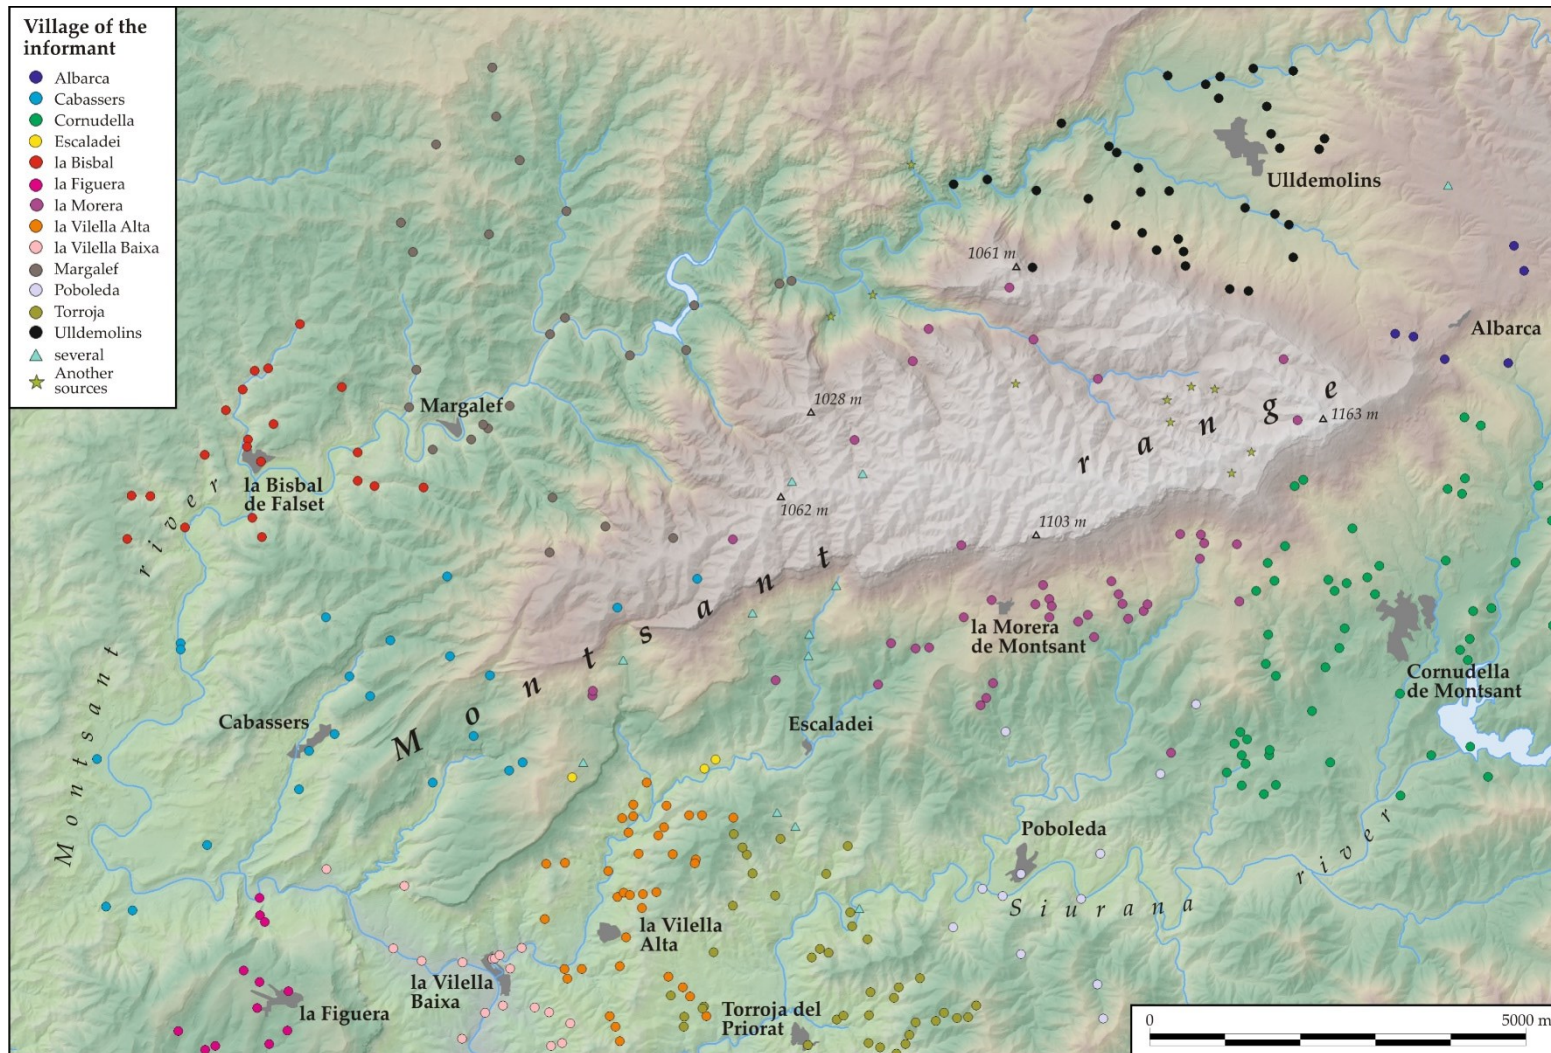 Village of the
informant
Albarca
Cabassers
Cornudella
Escaladei
la Bisbal
la Figuera
la Morera
la Vilella Alta
la Vilella Baixa
Margalef
Poboleda
Torroja
Ulldemolins
several
Another
sources
Ulldemolins
1061 m
Albarca
1028 m
Margalef
1163 m
la Bisbal
de Falset
1062 m
1103 m
Montsant range
Montsant river
la Morera
de Montsant
Cornudella
de Montsant
Cabassers
Escaladei
Poboleda
Siurana river
la Vilella
Alta
la Vilella
Baixa
la Figuera
Torroja del
Priorat
0 5000 m